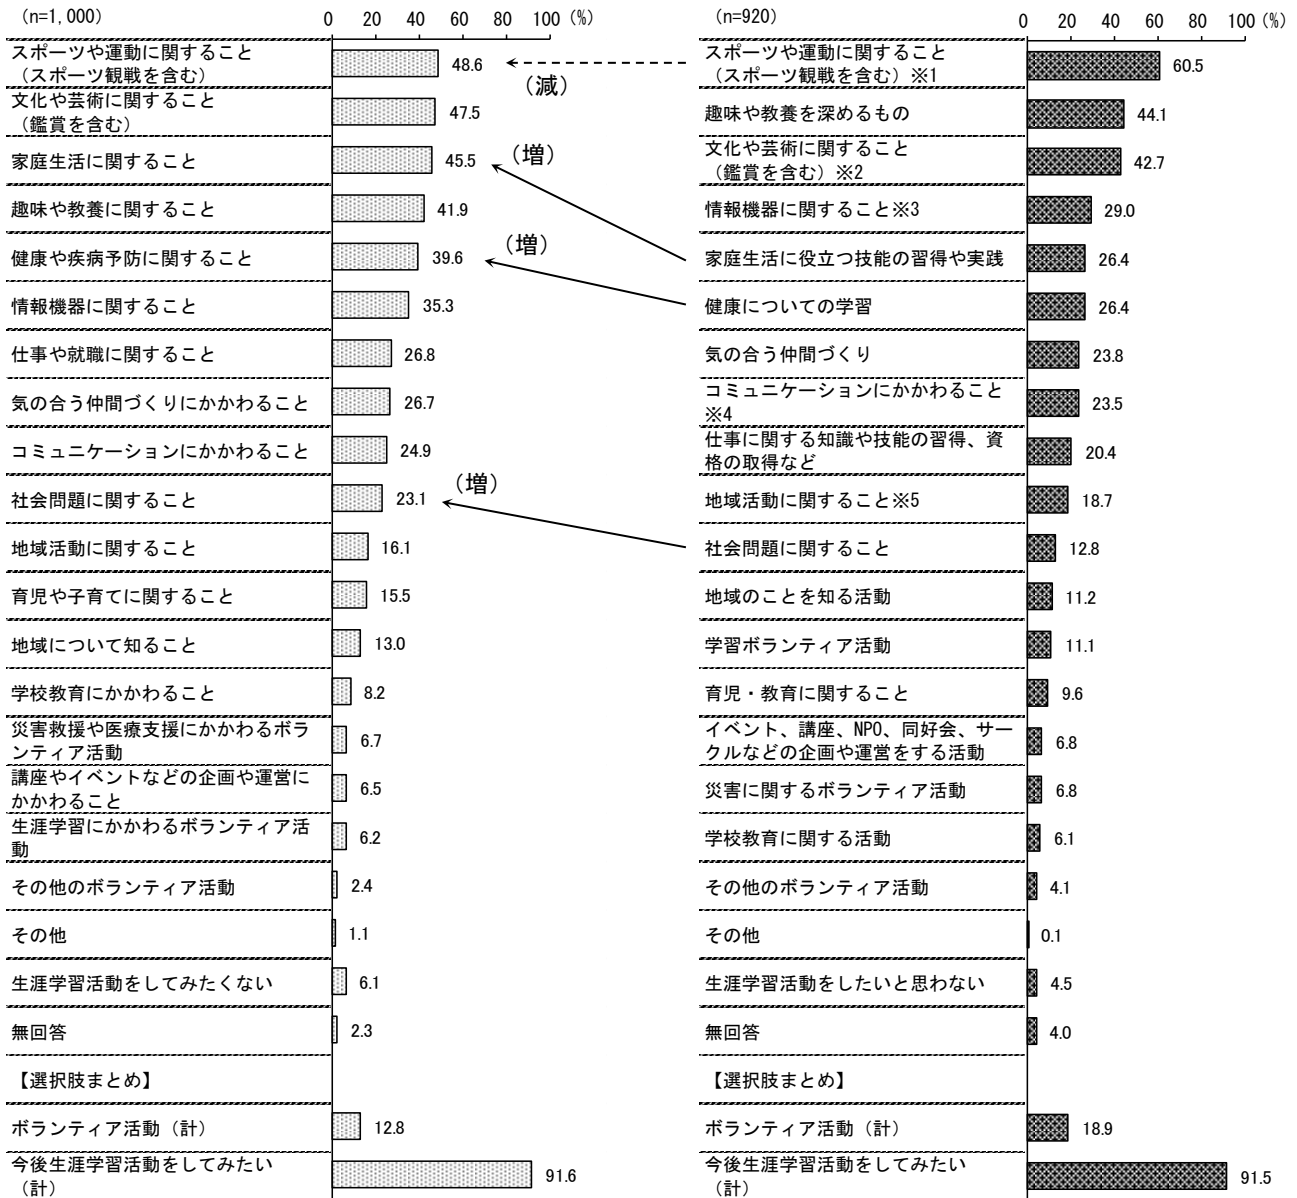 (n=1,000)
0 20 40 60 80 100 (%)
スポーツや運動に関すること
（スポーツ観戦を含む）
48.6
文化や芸術に関すること
（鑑賞を含む）
47.5
家庭生活に関すること
45.5
趣味や教養に関すること
41.9
健康や疾病予防に関すること
39.6
情報機器に関すること
35.3
仕事や就職に関すること
26.8
気の合う仲間づくりにかかわること
26.7
コミュニケーションにかかわること
24.9
社会問題に関すること
23.1
地域活動に関すること
16.1
育児や子育てに関すること
15.5
地域について知ること
13.0
学校教育にかかわること
8.2
災害救援や医療支援にかかわるボラ
ンティア活動
6.7
講座やイベントなどの企画や運営に
かかわること
6.5
生涯学習にかかわるボランティア活
動
6.2
その他のボランティア活動
2.4
その他
1.1
生涯学習活動をしてみたくない
6.1
無回答
2.3
【選択肢まとめ】
ボランティア活動（計）
12.8
今後生涯学習活動をしてみたい
（計）
91.6
（減）
（増）
（増）
（増）
(n=920)
0 20 40 60 80 100 (%)
スポーツや運動に関すること
（スポーツ観戦を含む）※1
60.5
趣味や教養を深めるもの
44.1
文化や芸術に関すること
（鑑賞を含む）※2
42.7
情報機器に関すること※3
29.0
家庭生活に役立つ技能の習得や実践
26.4
健康についての学習
26.4
気の合う仲間づくり
23.8
コミュニケーションにかかわること
※4
23.5
仕事に関する知識や技能の習得、資
格の取得など
20.4
地域活動に関すること※5
18.7
社会問題に関すること
12.8
地域のことを知る活動
11.2
学習ボランティア活動
11.1
育児・教育に関すること
9.6
イベント、講座、NPO、同好会、サー
クルなどの企画や運営をする活動
6.8
災害に関するボランティア活動
6.8
学校教育に関する活動
6.1
その他のボランティア活動
4.1
その他
0.1
生涯学習活動をしたいと思わない
4.5
無回答
4.0
【選択肢まとめ】
ボランティア活動（計）
18.9
今後生涯学習活動をしてみたい
（計）
91.5